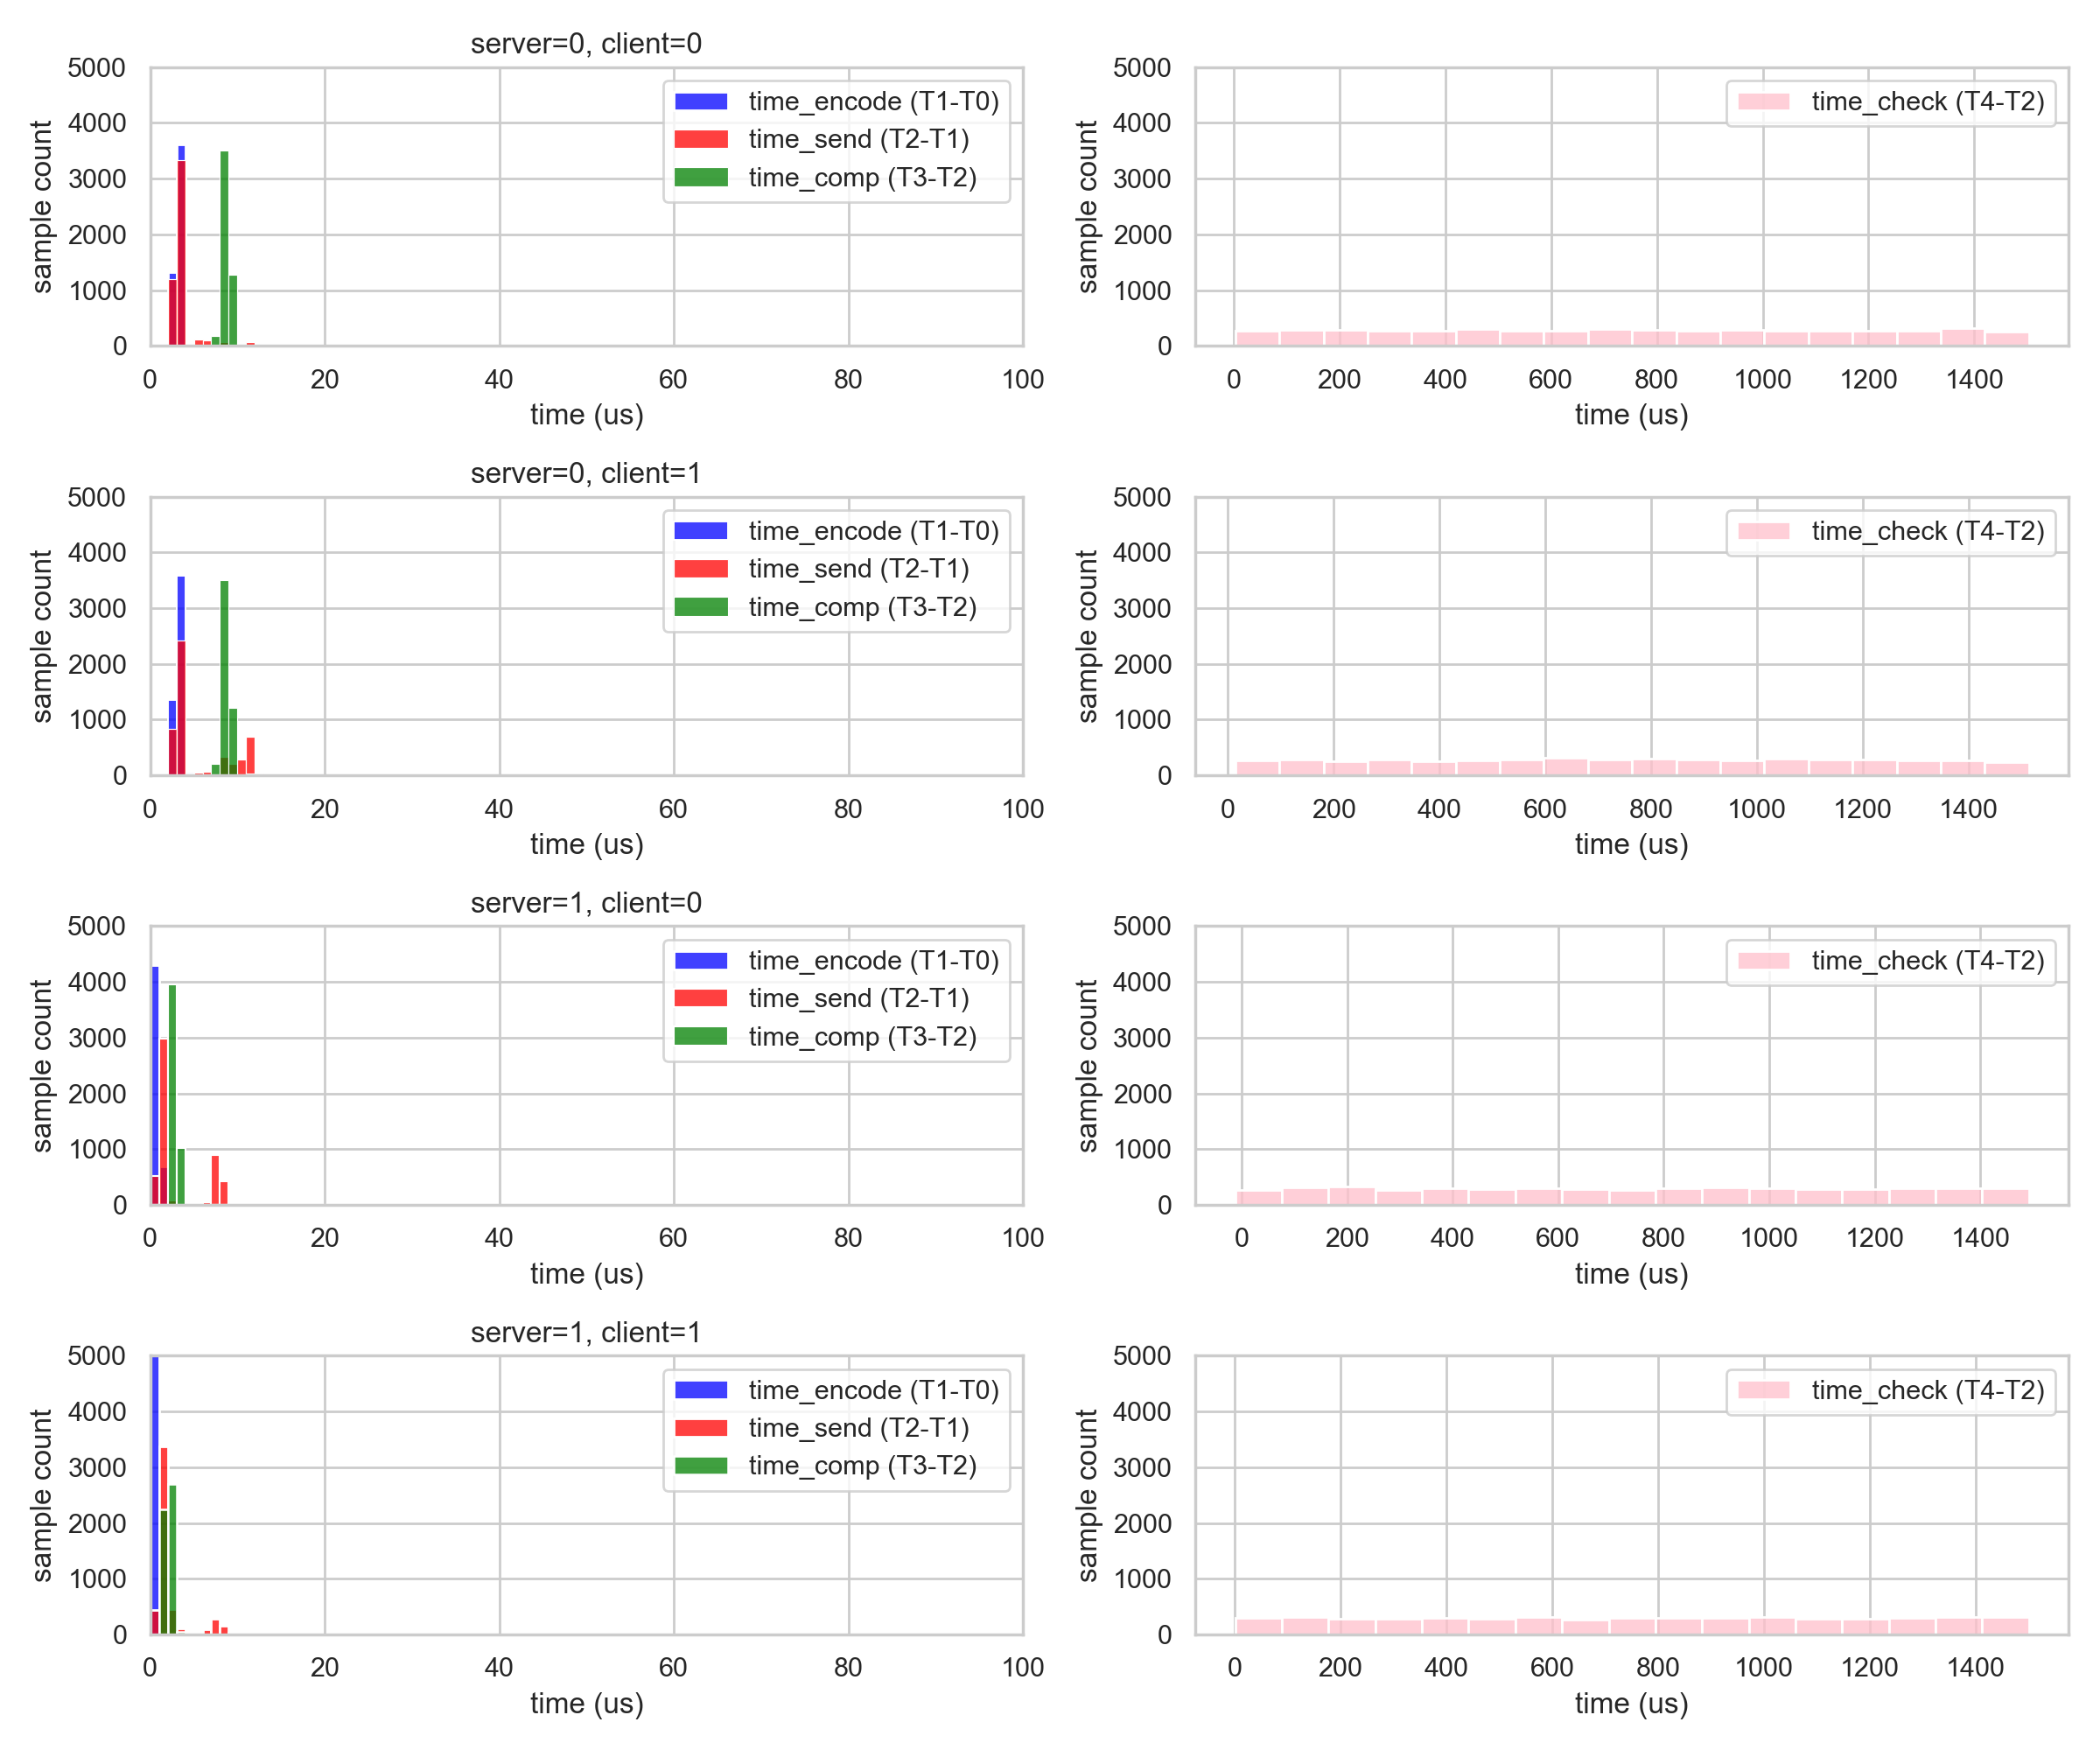 server=0, client=0
5000
4000
3000
2000
1000
0
sample count
time_encode (T1-T0)
time_send (T2-T1)
time_comp (T3-T2)
0 20 40 60 80 100
time (us)
5000
4000
3000
2000
1000
0
sample count
time_check (T4-T2)
0 200 400 600 800 1000 1200 1400
time (us)
server=0, client=1
5000
4000
3000
2000
1000
0
sample count
time_encode (T1-T0)
time_send (T2-T1)
time_comp (T3-T2)
0 20 40 60 80 100
time (us)
5000
4000
3000
2000
1000
0
sample count
time_check (T4-T2)
0 200 400 600 800 1000 1200 1400
time (us)
server=1, client=0
5000
4000
3000
2000
1000
0
sample count
time_encode (T1-T0)
time_send (T2-T1)
time_comp (T3-T2)
0 20 40 60 80 100
time (us)
5000
4000
3000
2000
1000
0
sample count
time_check (T4-T2)
0 200 400 600 800 1000 1200 1400
time (us)
server=1, client=1
5000
4000
3000
2000
1000
0
sample count
time_encode (T1-T0)
time_send (T2-T1)
time_comp (T3-T2)
0 20 40 60 80 100
time (us)
5000
4000
3000
2000
1000
0
sample count
time_check (T4-T2)
0 200 400 600 800 1000 1200 1400
time (us)